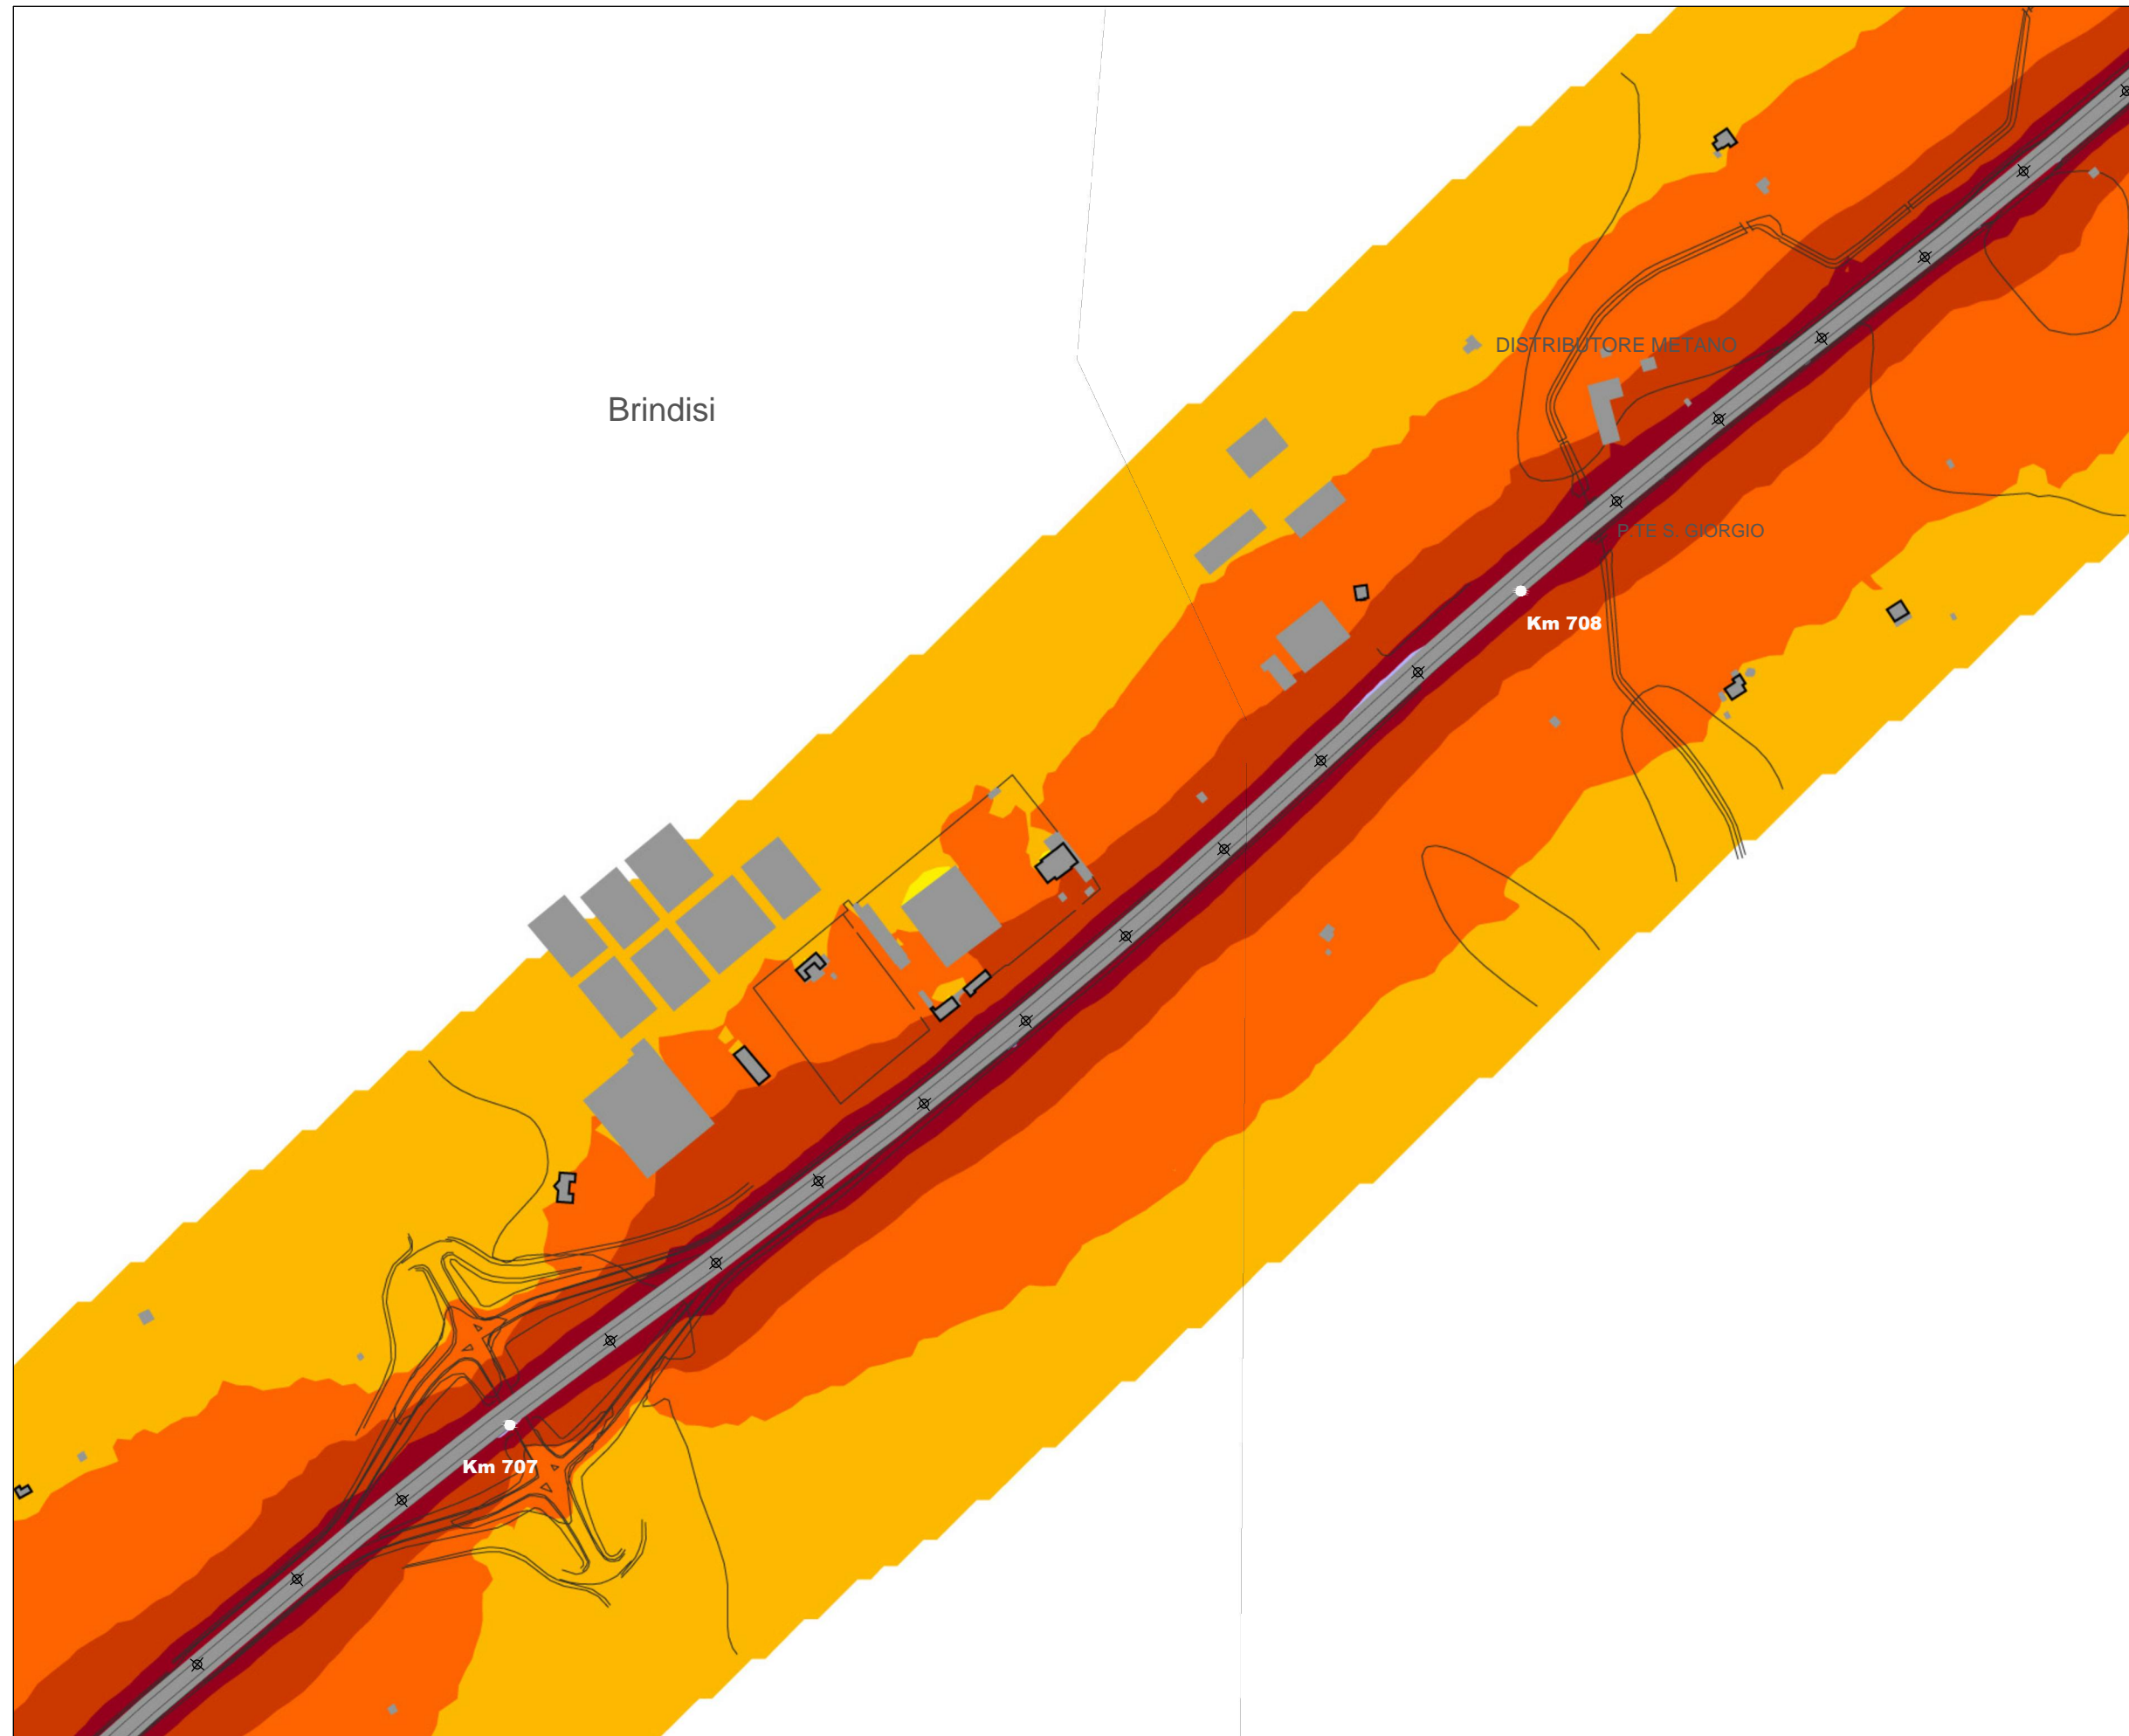 Brindisi
DISTRIBUTORE METANO
P.TE S. GIORGIO
Km 708
Km 707